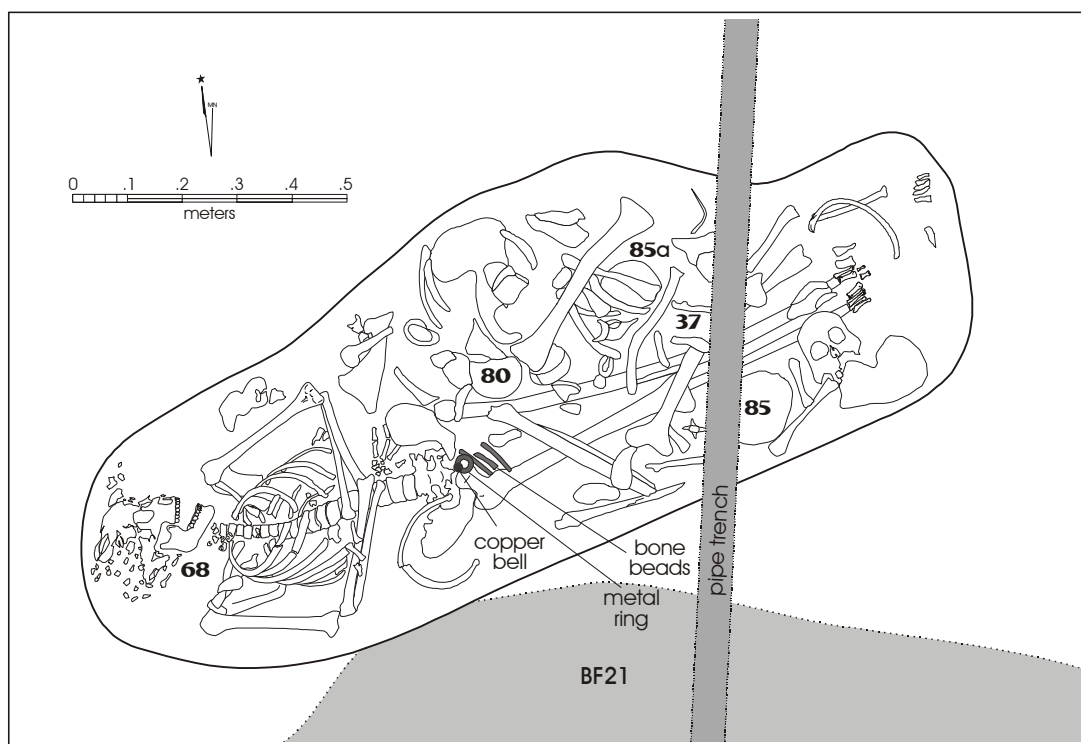 MN
0 .1 .2 .3 .4 .5
meters
85a
37
80
85
68
copper
bell
bone
beads
metal
ring
pipe trench
BF21